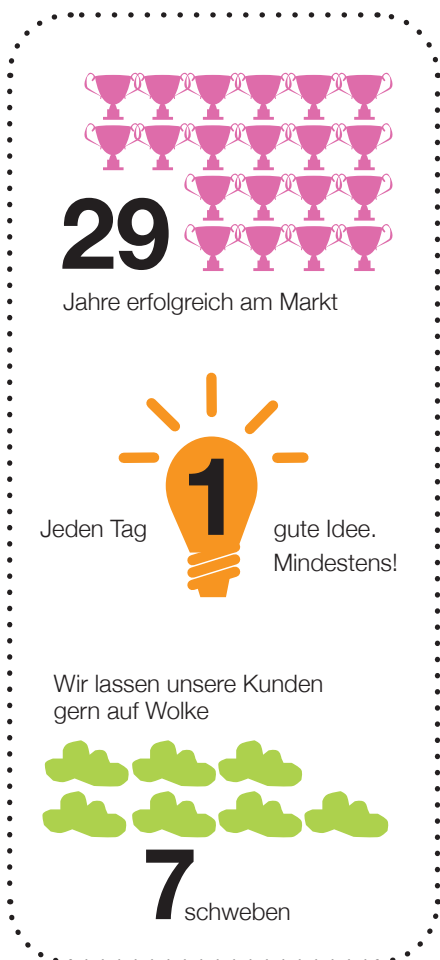 29
Jahre erfolgreich am Markt
Jeden Tag 1 gute Idee.
Mindestens!
Wir lassen unsere Kunden
gern auf Wolke
7 schweben